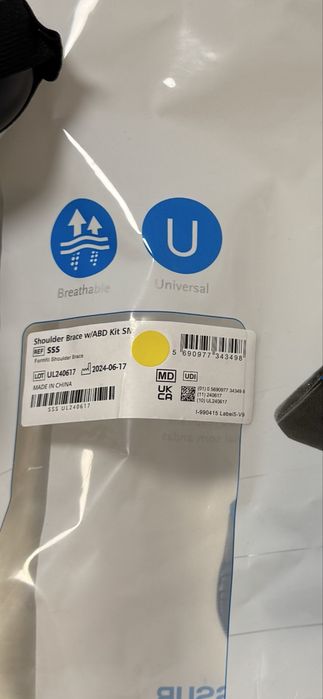 U
Breathable
Universal
Shoulder Brace w/ABD Kit SM
REF SSS
Formfit Shoulder Brace
LOT UL240617 2024-06-17
MADE IN CHINA
SSS UL240617
5 690977 343498
MD UDI
UK
CA
(01) 0 5690977 34349 8
(11) 240617
(10) UL240617
I-990415 Label5-V9